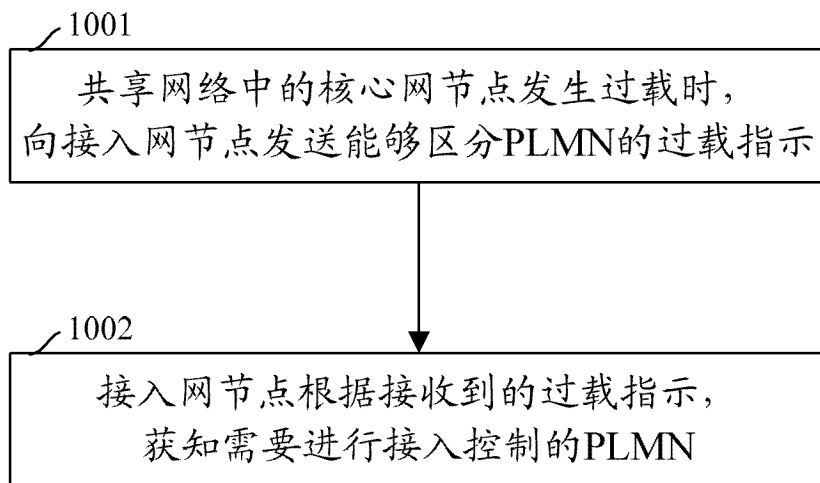 1001
共享网络中的核心网节点发生过载时，
向接入网节点发送能够区分PLMN的过载指示
1002
接入网节点根据接收到的过载指示，
获知需要进行接入控制的PLMN